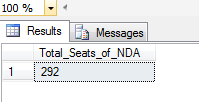 100 %
Results Messages
Total_Seats_of_NDA
1 292